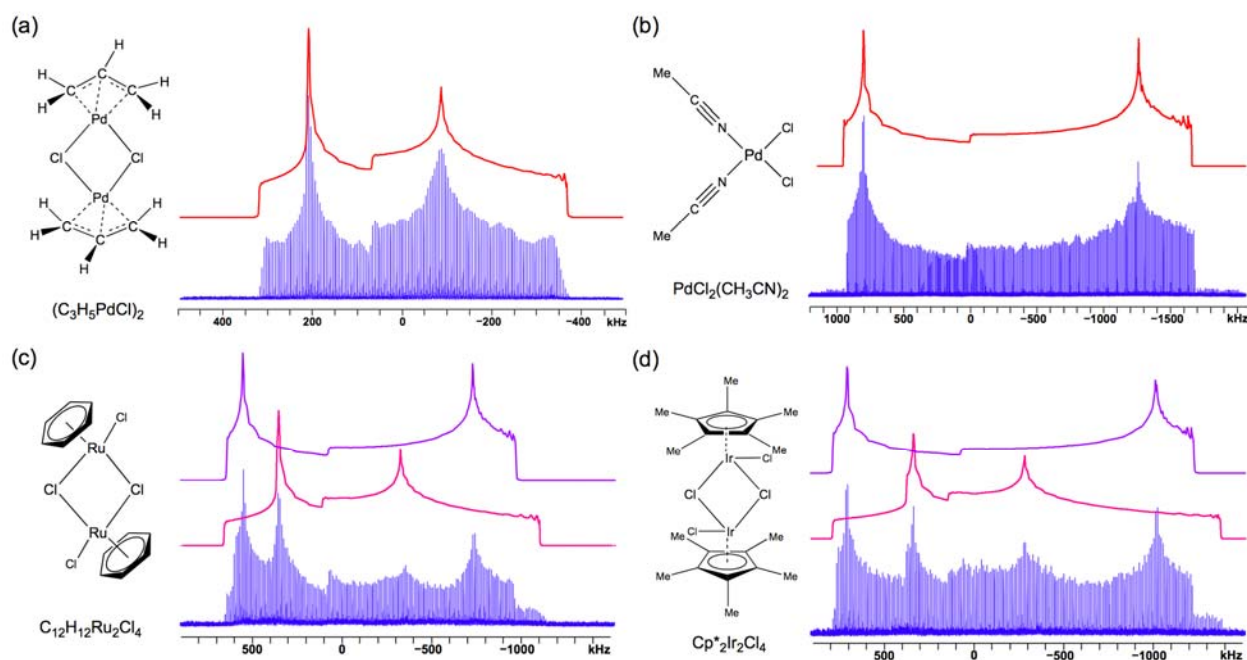 (a)
H
H
C
H
H
C
C
H
H
Pd
Cl
Cl
Pd
H
H
C
C
H
C
H
H
(C₃H₅PdCl)₂
400 200 0 −200 −400 kHz
(b)
Me
C
N
Cl
Pd
N
Cl
C
Me
PdCl₂(CH₃CN)₂
1000 500 0 −500 −1000 −1500 kHz
(c)
Cl
Ru
Cl
Cl
Ru
Cl
C₁₂H₁₂Ru₂Cl₄
500 0 −500 −1000 kHz
(d)
Me
Me
Me
Me
Me
Ir
Cl
Cl
Cl
Cl
Ir
Me
Me
Me
Me
Me
Cp*₂Ir₂Cl₄
500 0 −500 −1000 kHz